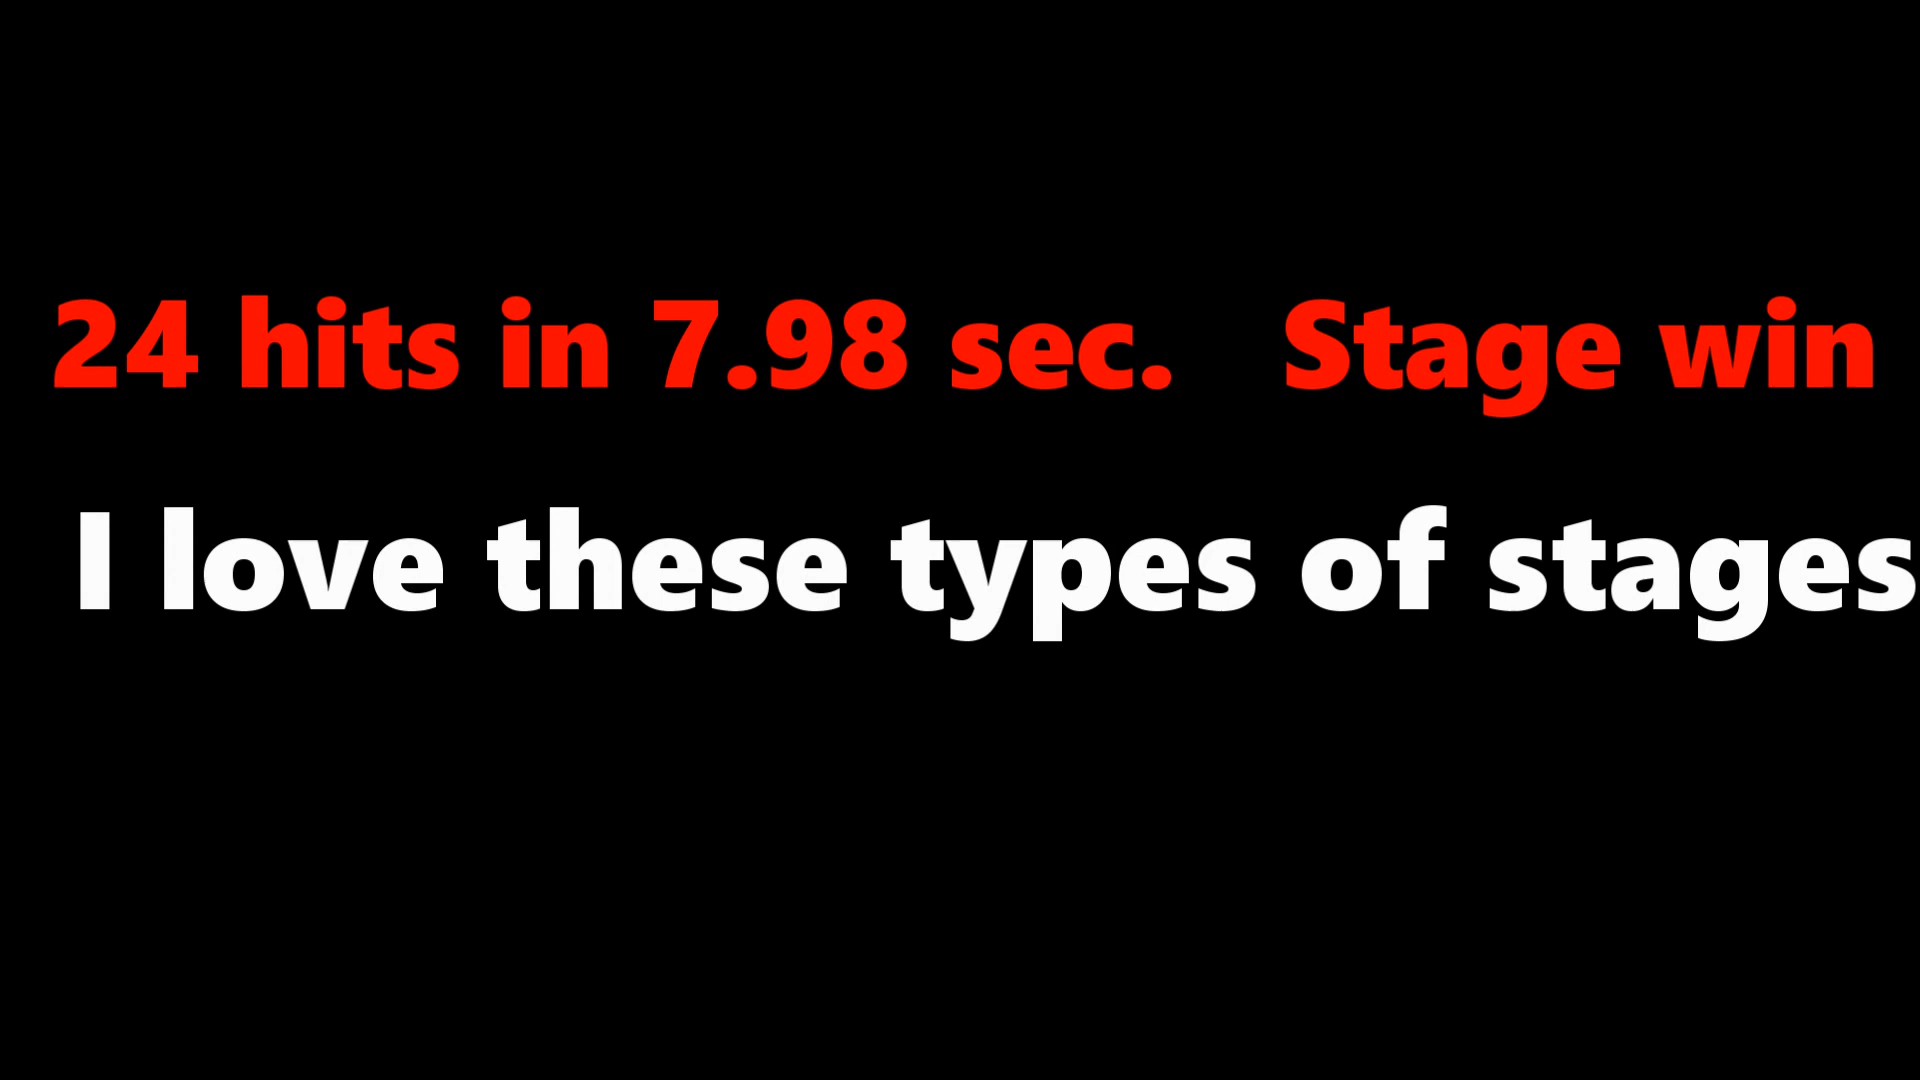 24 hits in 7.98 sec.   Stage win
I love these types of stages